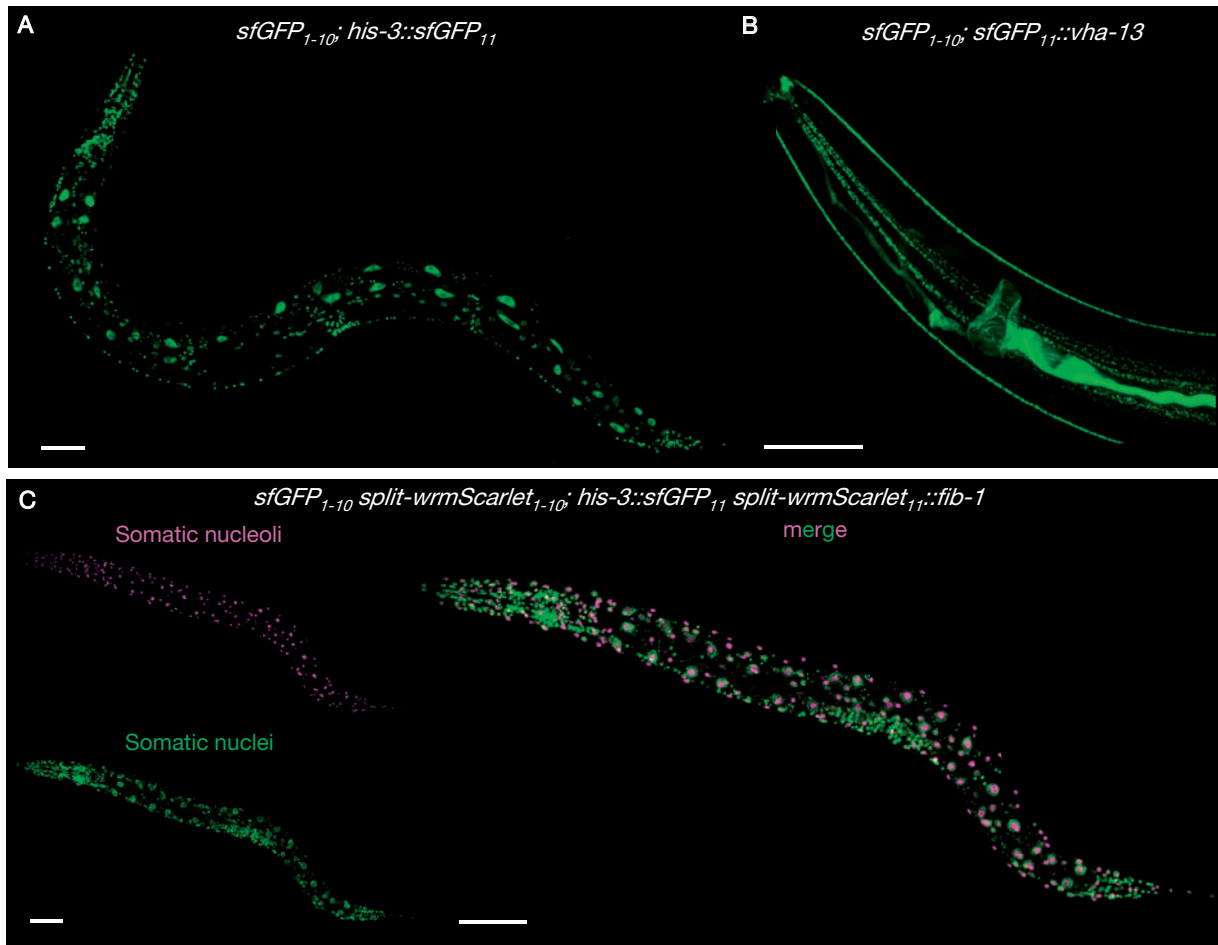 A
sfGFP1-10; his-3::sfGFP11
B
sfGFP1-10; sfGFP11::vha-13
C
sfGFP1-10 split-wrmScarlet1-10; his-3::sfGFP11 split-wrmScarlet11::fib-1
Somatic nucleoli
merge
Somatic nuclei